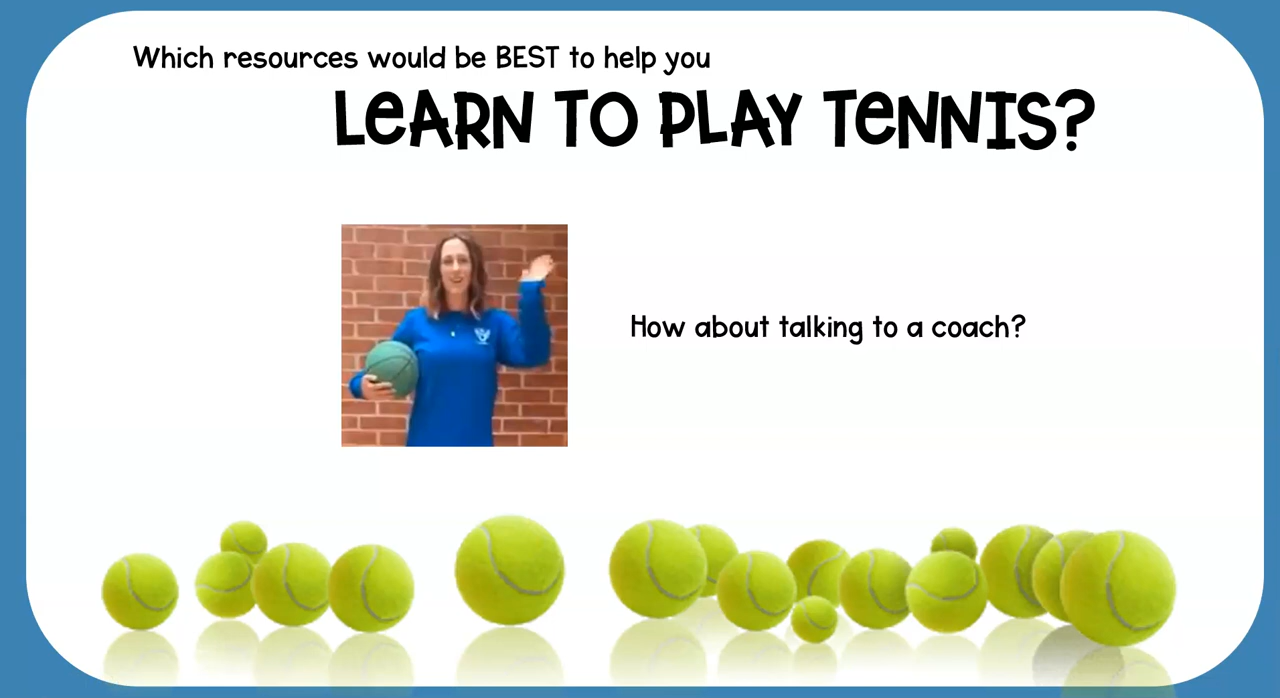 Which resources would be BEST to help you
LeARN TO PLAY TeNNIS?
How about talking to a coach?